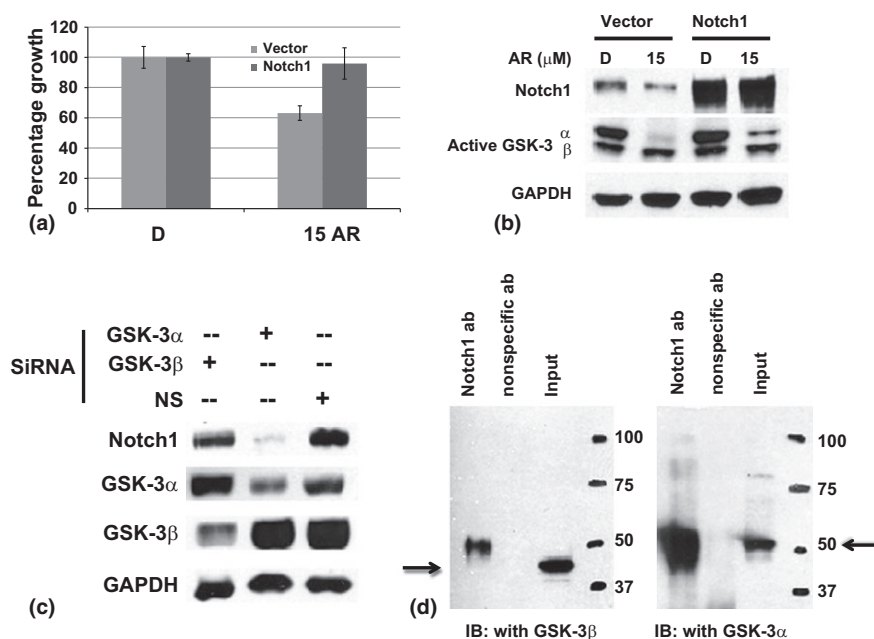 120
100
80
60
40
20
0
Percentage growth
Vector
Notch1
D
15 AR
(a)
Vector Notch1
AR (μM) D 15 D 15
Notch1
Active GSK-3 α
β
GAPDH
(b)
SiRNA
GSK-3α -- + --
GSK-3β + -- --
NS -- -- +
Notch1
GSK-3α
GSK-3β
GAPDH
(c)
Notch1 ab
nonspecific ab
Input
100
75
50
37
IB: with GSK-3β
Notch1 ab
nonspecific ab
Input
100
75
50
37
IB: with GSK-3α
(d)